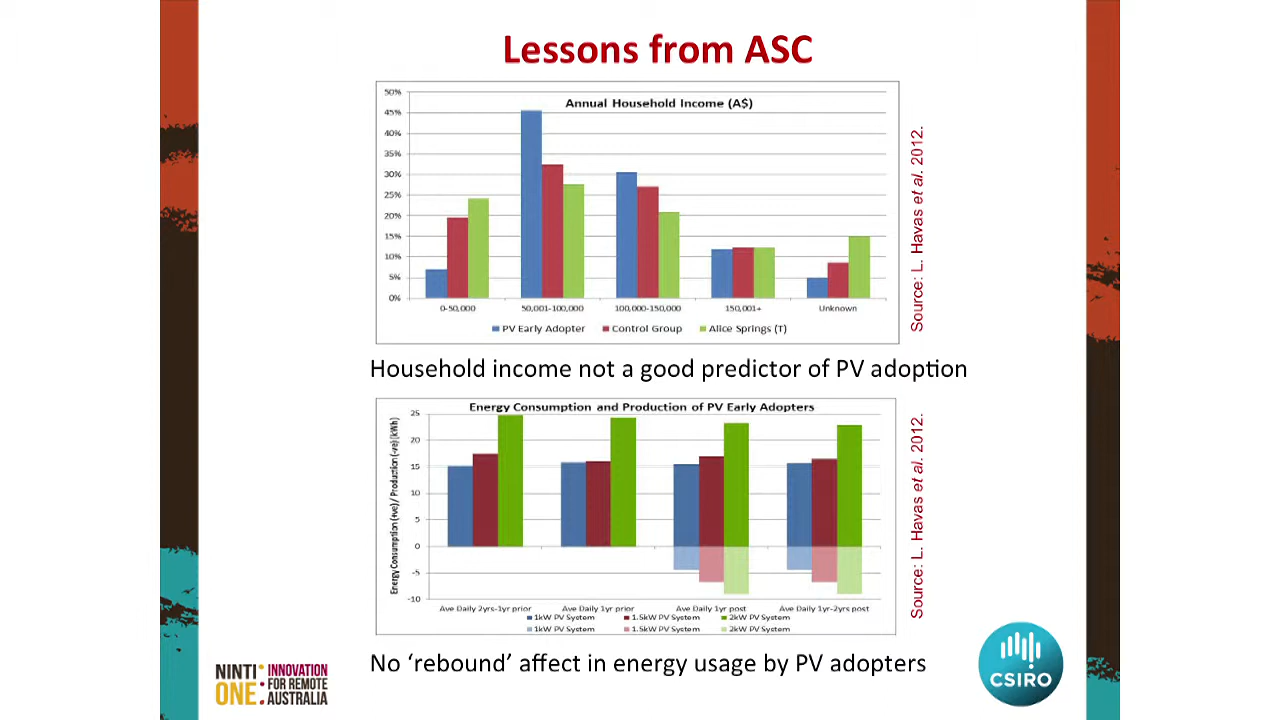 Lessons from ASC
Annual Household Income (A$)
50%
45%
40%
35%
30%
25%
20%
15%
10%
5%
0%
0-50,000 50,001-100,000 100,000-150,000 150,001+ Unknown
PV Early Adopter Control Group Alice Springs (T)
Source: L. Havas et al. 2012.
Household income not a good predictor of PV adoption
Energy Consumption and Production of PV Early Adopters
Energy Consumption (+ve) / Production (-ve) (kWh)
25
20
15
10
5
0
-5
-10
Ave Daily 2yrs-1yr prior Ave Daily 1yr prior Ave Daily 1yr post Ave Daily 1yr-2yrs post
1kW PV System 1.5kW PV System 2kW PV System
1kW PV System 1.5kW PV System 2kW PV System
Source: L. Havas et al. 2012.
No ‘rebound’ affect in energy usage by PV adopters
NINTI ONE: INNOVATION FOR REMOTE AUSTRALIA
CSIRO